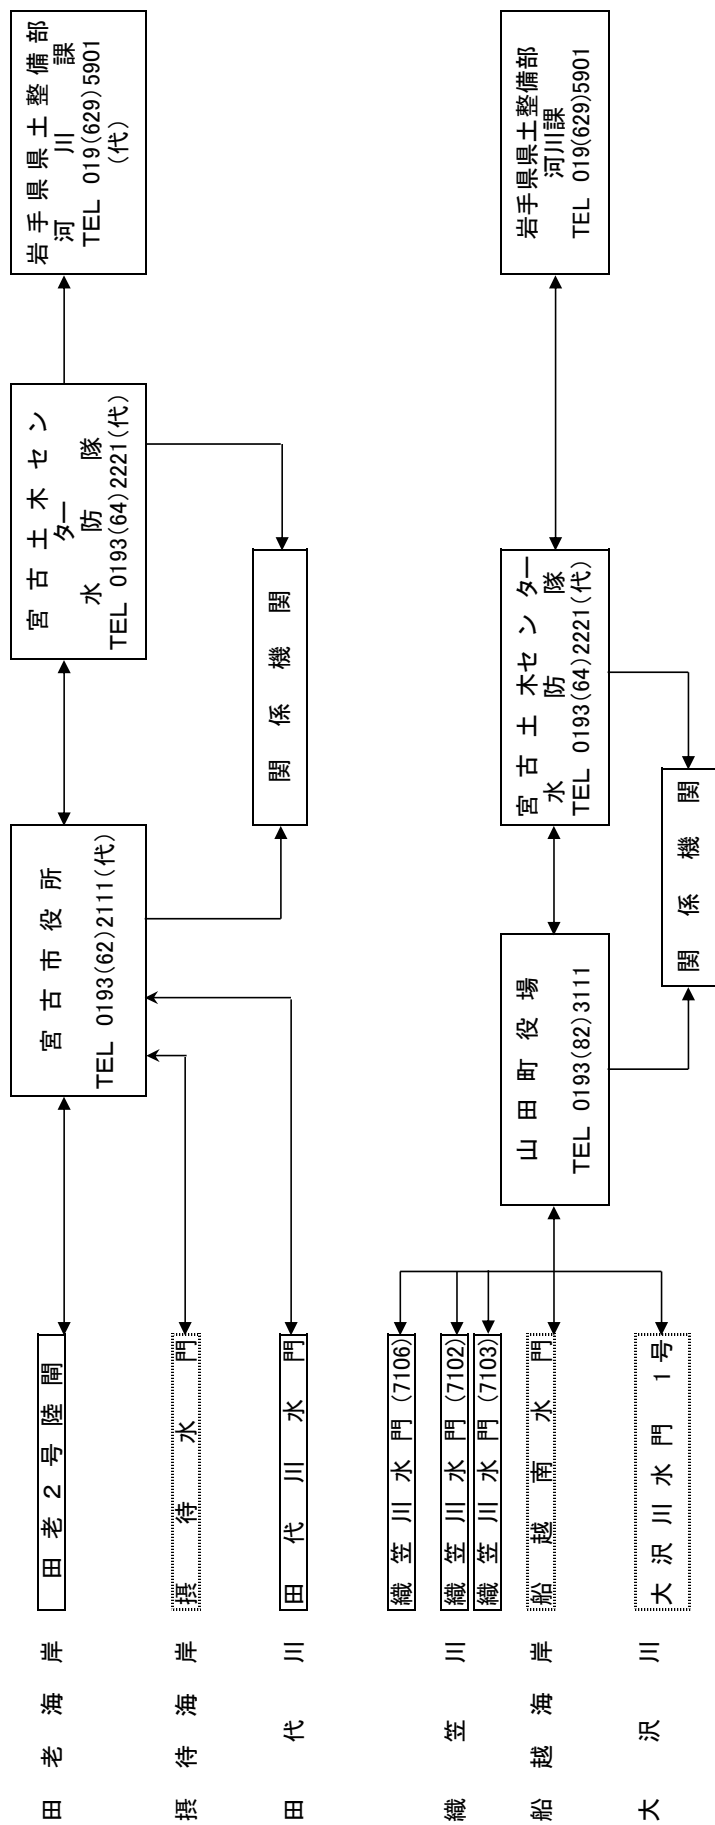 田老海岸
田老2号陸閘
宮古市役所
TEL 0193(62)2111(代)
宮古土木セン
ター
水防隊
TEL 0193(64)2221(代)
岩手県県土整備部
河川課
TEL 019(629)5901
(代)
摂待海岸
摂待水門
田代川
田代川水門
関係機関
織笠川
織笠川水門(7106)
織笠川水門(7102)
織笠川水門(7103)
船越海岸
船越南水門
山田町役場
TEL 0193(82)3111
宮古土木センター
水防隊
TEL 0193(64)2221(代)
岩手県県土整備部
河川課
TEL 019(629)5901
大沢川
大沢川水門 1号
関係機関